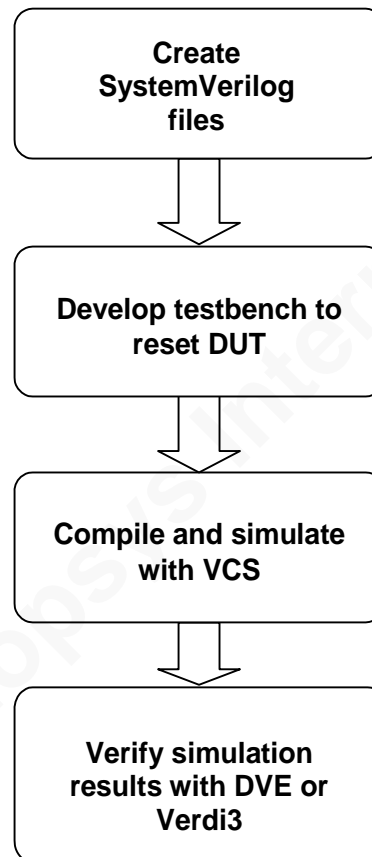 Create
SystemVerilog
files
Develop testbench to
reset DUT
Compile and simulate
with VCS
Verify simulation
results with DVE or
Verdi3